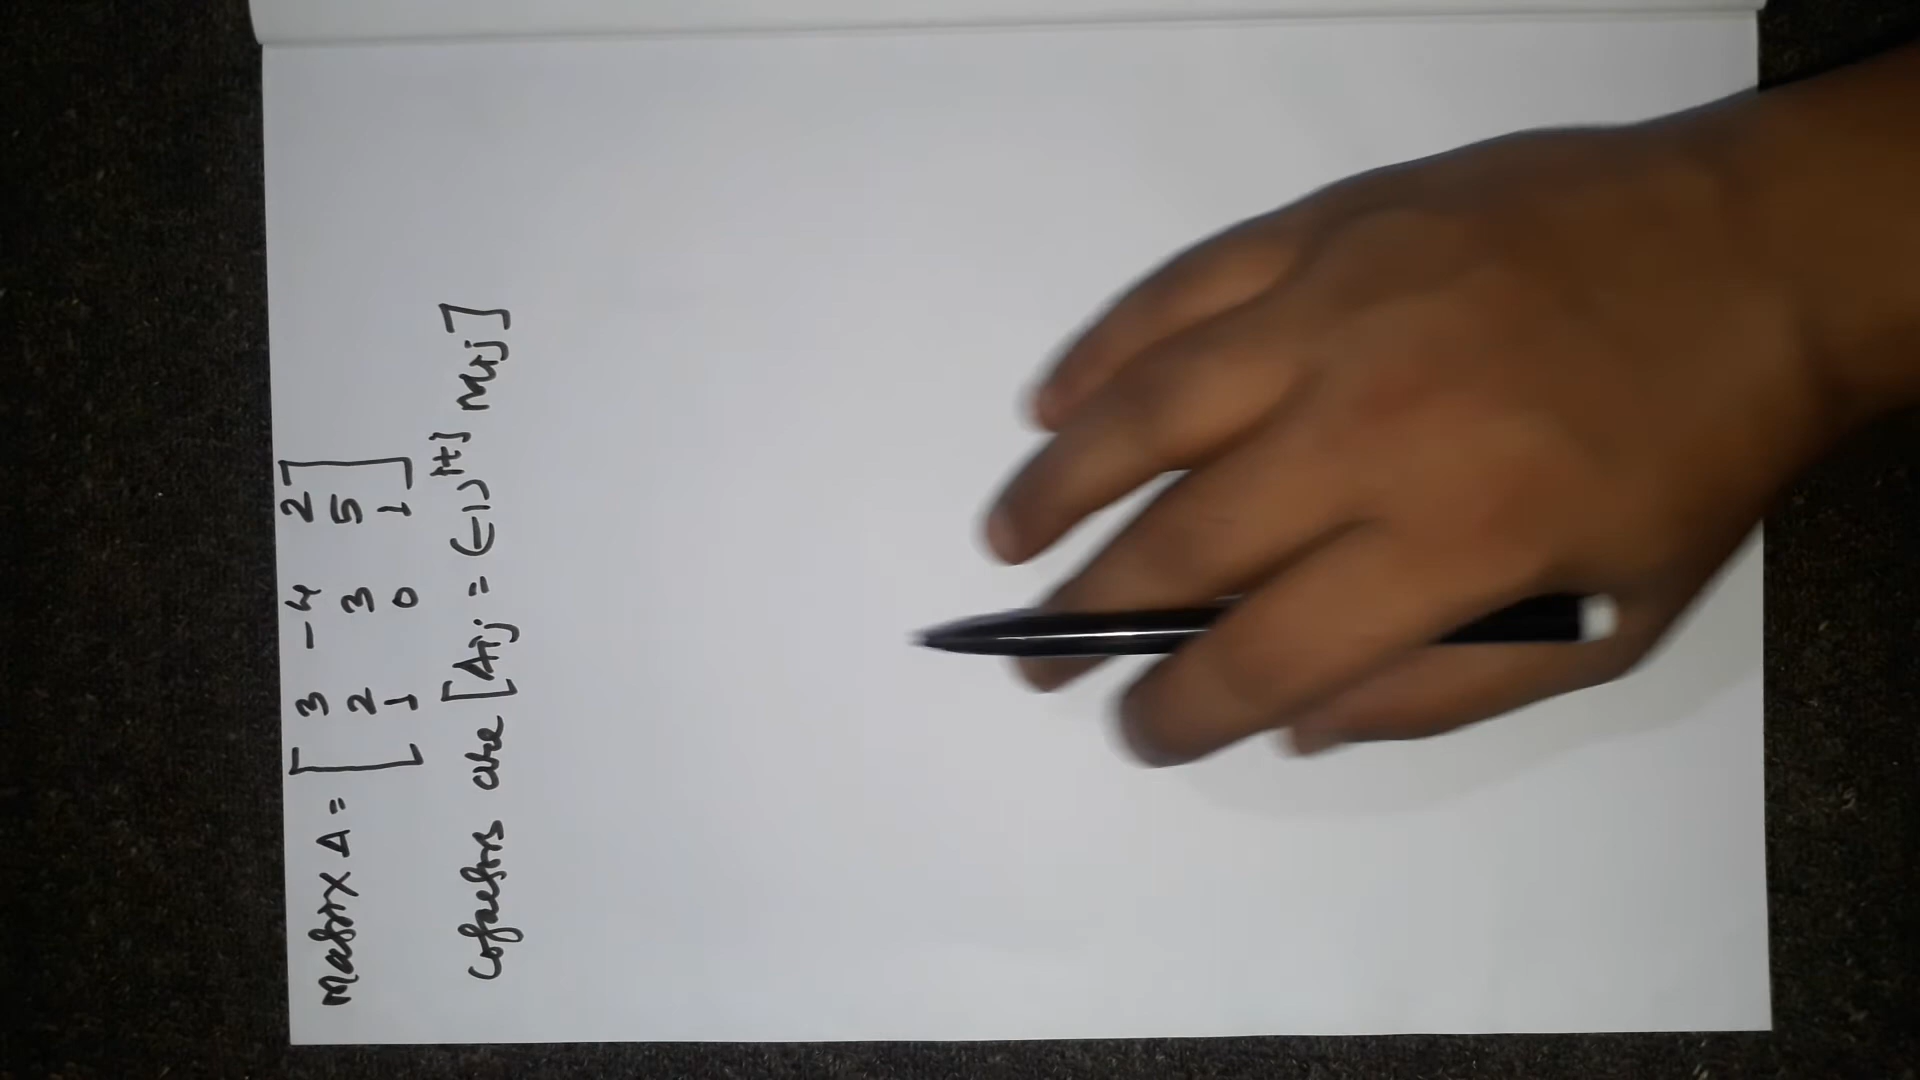 Matrix A = [ 3 -4 2
2 3 5
1 0 1 ]
Cofactors are [Aij = (-1)^i+j Mij]